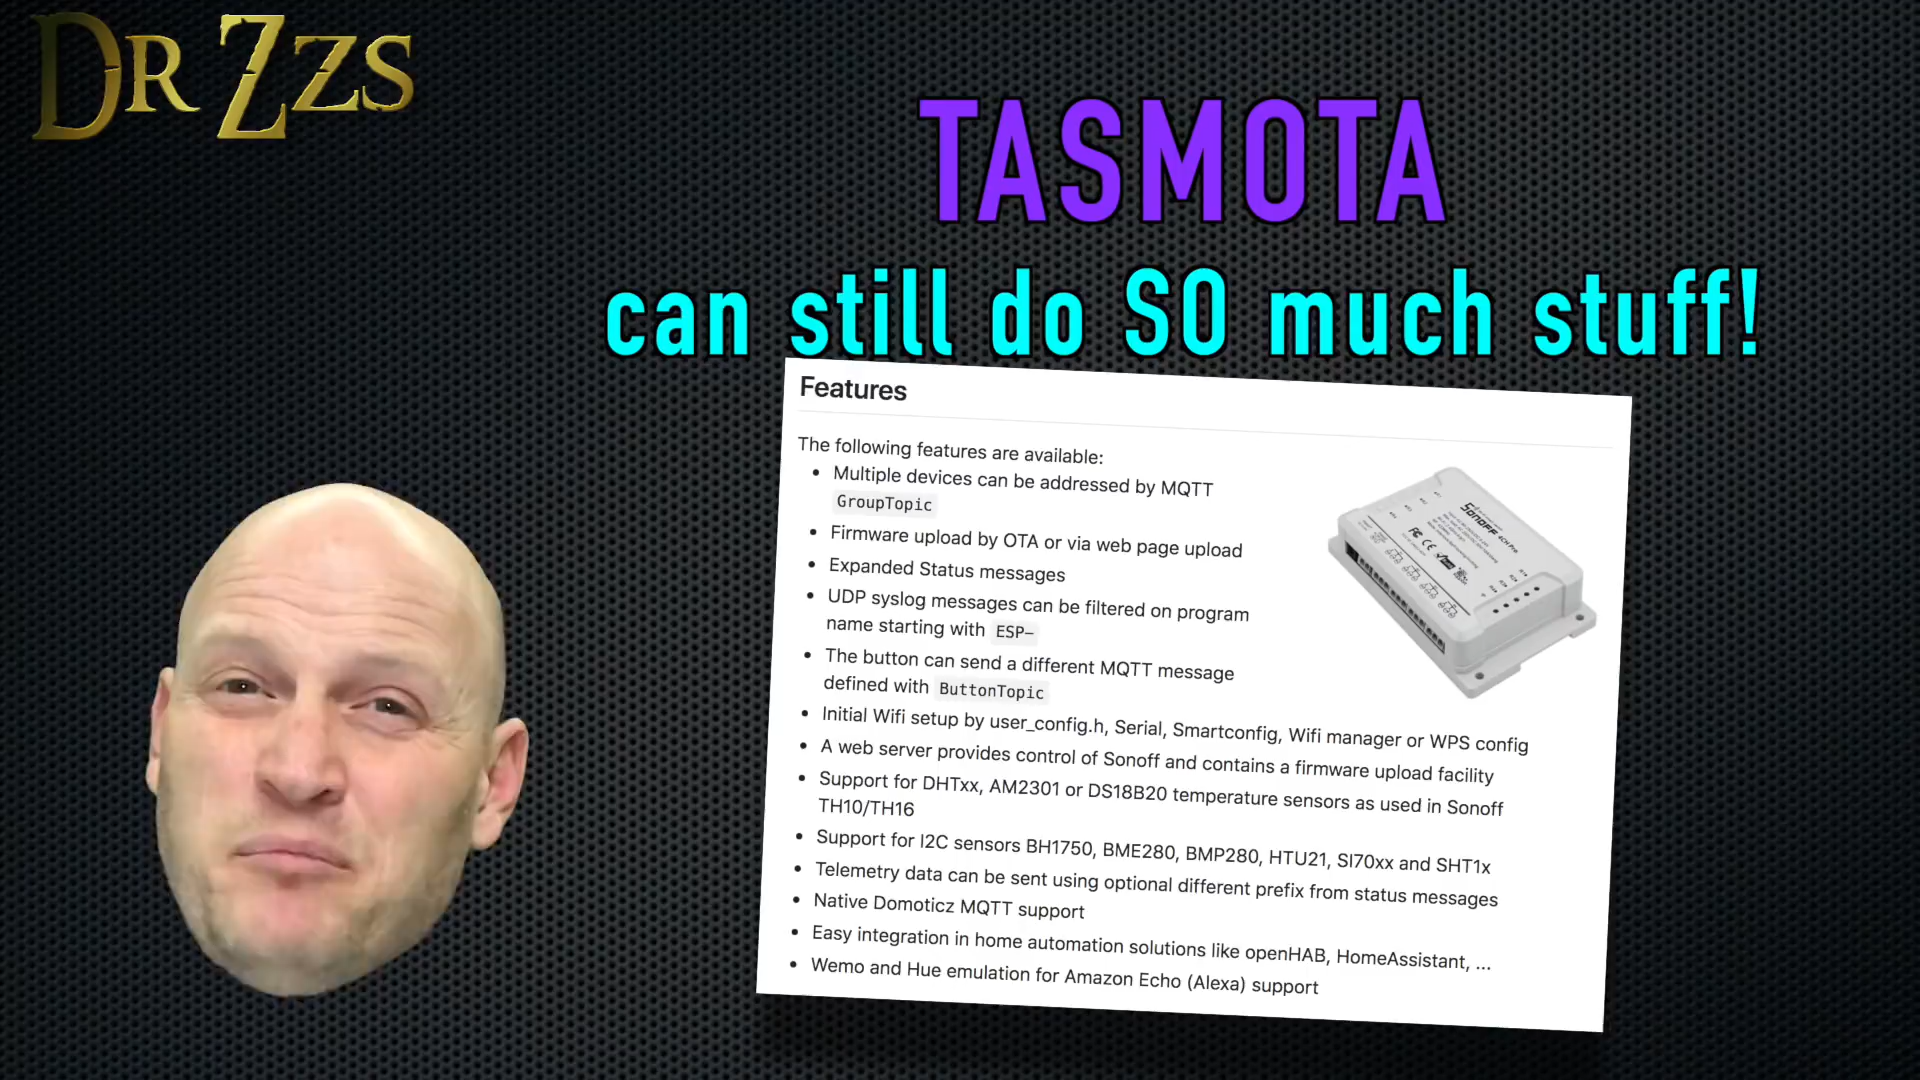 DR ZZS
TASMOTA
can still do SO much stuff!
Features
The following features are available:
• Multiple devices can be addressed by MQTT
GroupTopic
• Firmware upload by OTA or via web page upload
• Expanded Status messages
• UDP syslog messages can be filtered on program
name starting with ESP-
• The button can send a different MQTT message
defined with ButtonTopic
• Initial Wifi setup by user_config.h, Serial, Smartconfig, Wifi manager or WPS config
• A web server provides control of Sonoff and contains a firmware upload facility
• Support for DHTxx, AM2301 or DS18B20 temperature sensors as used in Sonoff
TH10/TH16
• Support for I2C sensors BH1750, BME280, BMP280, HTU21, SI70xx and SHT1x
• Telemetry data can be sent using optional different prefix from status messages
• Native Domoticz MQTT support
• Easy integration in home automation solutions like openHAB, HomeAssistant, ...
• Wemo and Hue emulation for Amazon Echo (Alexa) support
SONOFF 4CH Pro
FC CE